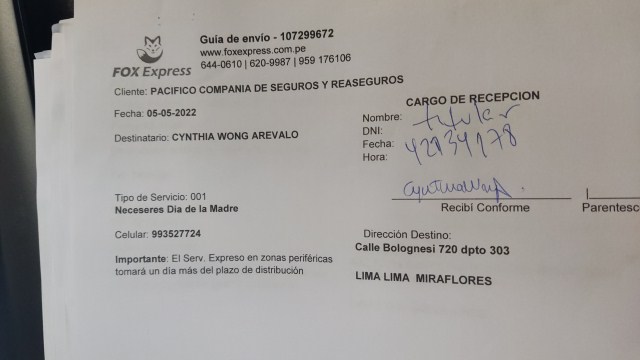 Guía de envío - 107299672
www.foxexpress.com.pe
644-0610 | 620-9987 | 959 176106
FOX Express
Cliente: PACIFICO COMPANIA DE SEGUROS Y REASEGUROS
Fecha: 05-05-2022
Destinatario: CYNTHIA WONG AREVALO
CARGO DE RECEPCION
Nombre: titular
DNI:
Fecha:
Hora:
Tipo de Servicio: 001
Neceseres Dia de la Madre
Celular: 993527724
Importante: El Serv. Expreso en zonas periféricas
tomará un día más del plazo de distribución
Recibí Conforme
Parentesc
Dirección Destino:
Calle Bolognesi 720 dpto 303
LIMA LIMA MIRAFLORES